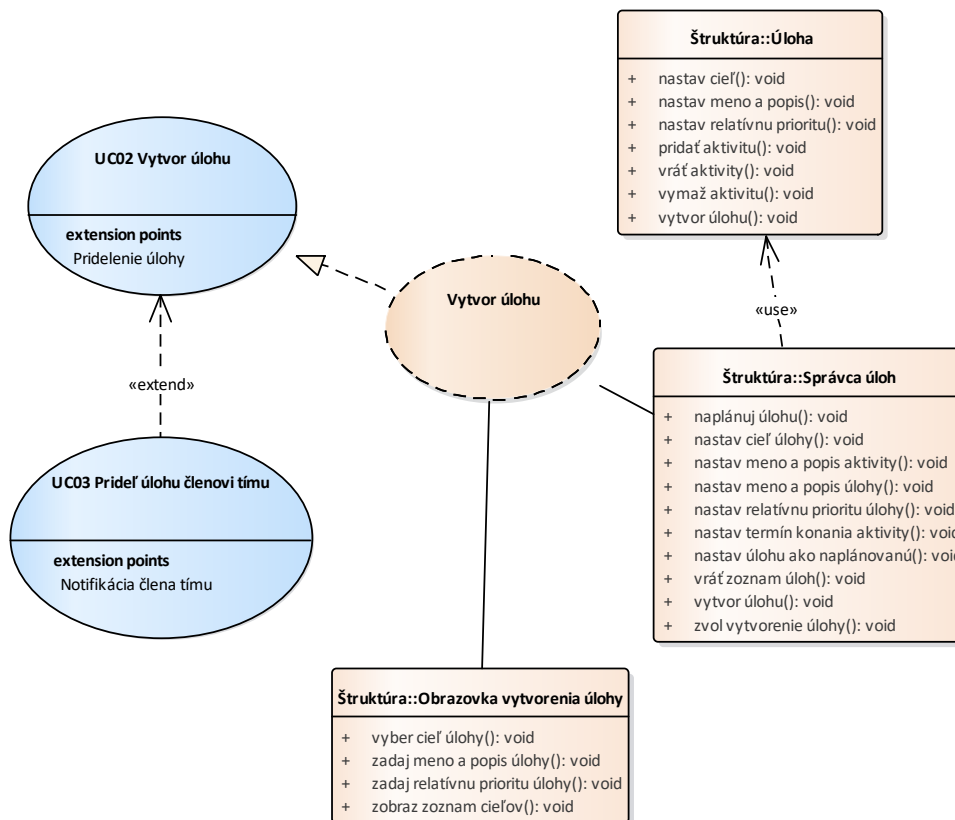 Štruktúra::Úloha
+ nastav cieľ(): void
+ nastav meno a popis(): void
+ nastav relatívnu prioritu(): void
+ pridať aktivitu(): void
+ vráť aktivity(): void
+ vymaž aktivitu(): void
+ vytvor úlohu(): void
UC02 Vytvor úlohu
extension points
Pridelenie úlohy
Vytvor úlohu
«use»
«extend»
Štruktúra::Správca úloh
+ naplánuj úlohu(): void
+ nastav cieľ úlohy(): void
+ nastav meno a popis aktivity(): void
+ nastav meno a popis úlohy(): void
+ nastav relatívnu prioritu úlohy(): void
+ nastav termín konania aktivity(): void
+ nastav úlohu ako naplánovanú(): void
+ vráť zoznam úloh(): void
+ vytvor úlohu(): void
+ zvol vytvorenie úlohy(): void
UC03 Prideľ úlohu členovi tímu
extension points
Notifikácia člena tímu
Štruktúra::Obrazovka vytvorenia úlohy
+ vyber cieľ úlohy(): void
+ zadaj meno a popis úlohy(): void
+ zadaj relatívnu prioritu úlohy(): void
+ zobraz zoznam cieľov(): void